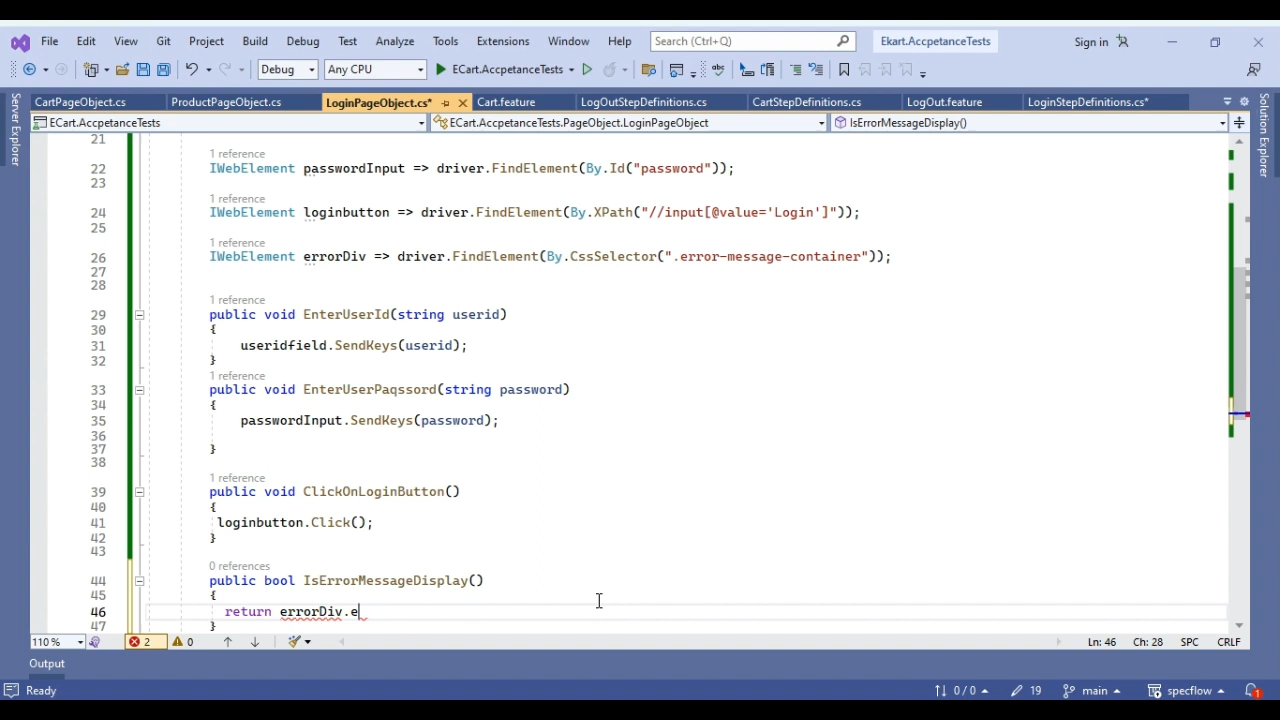 File Edit View Git Project Build Debug Test Analyze Tools Extensions Window Help Search (Ctrl+Q) Ekart.AccpetanceTests Sign in
Debug Any CPU ECart.AccpetanceTests
CartPageObject.cs ProductPageObject.cs LoginPageObject.cs* Cart.feature LogOutStepDefinitions.cs CartStepDefinitions.cs LogOut.feature LoginStepDefinitions.cs*
ECart.AccpetanceTests ECart.AccpetanceTests.PageObject.LoginPageObject IsErrorMessageDisplay()
Server Explorer
Solution Explorer
21
1 reference
22 IWebElement passwordInput => driver.FindElement(By.Id("password"));
23
1 reference
24 IWebElement loginbutton => driver.FindElement(By.XPath("//input[@value='Login']"));
25
1 reference
26 IWebElement errorDiv => driver.FindElement(By.CssSelector(".error-message-container"));
27
28
1 reference
29 public void EnterUserId(string userid)
30 {
31 useridfield.SendKeys(userid);
32 }
1 reference
33 public void EnterUserPaqssord(string password)
34 {
35 passwordInput.SendKeys(password);
36
37 }
38
1 reference
39 public void ClickOnLoginButton()
40 {
41 loginbutton.Click();
42 }
43
0 references
44 public bool IsErrorMessageDisplay()
45 {
46 return errorDiv.e
47 }
110 % 2 0 Ln: 46 Ch: 28 SPC CRLF
Output
Ready 0 / 0 19 main specflow 1